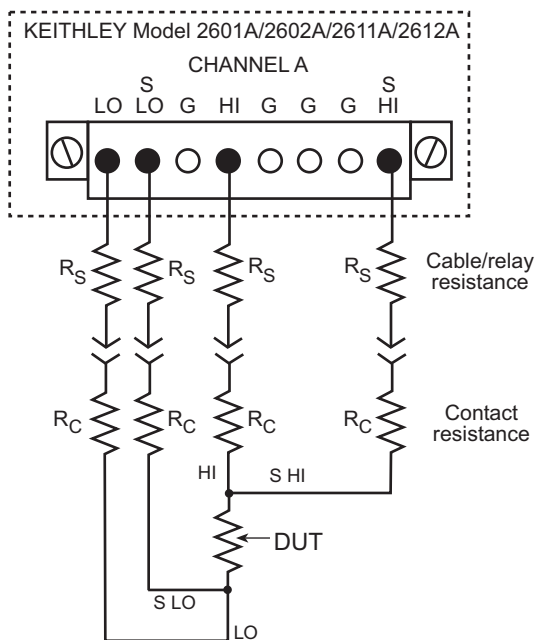 KEITHLEY Model 2601A/2602A/2611A/2612A
CHANNEL A
S S
LO LO G HI G G G HI
RS RS RS RS Cable/relay
resistance
RC RC RC RC Contact
resistance
HI S HI
DUT
S LO
LO